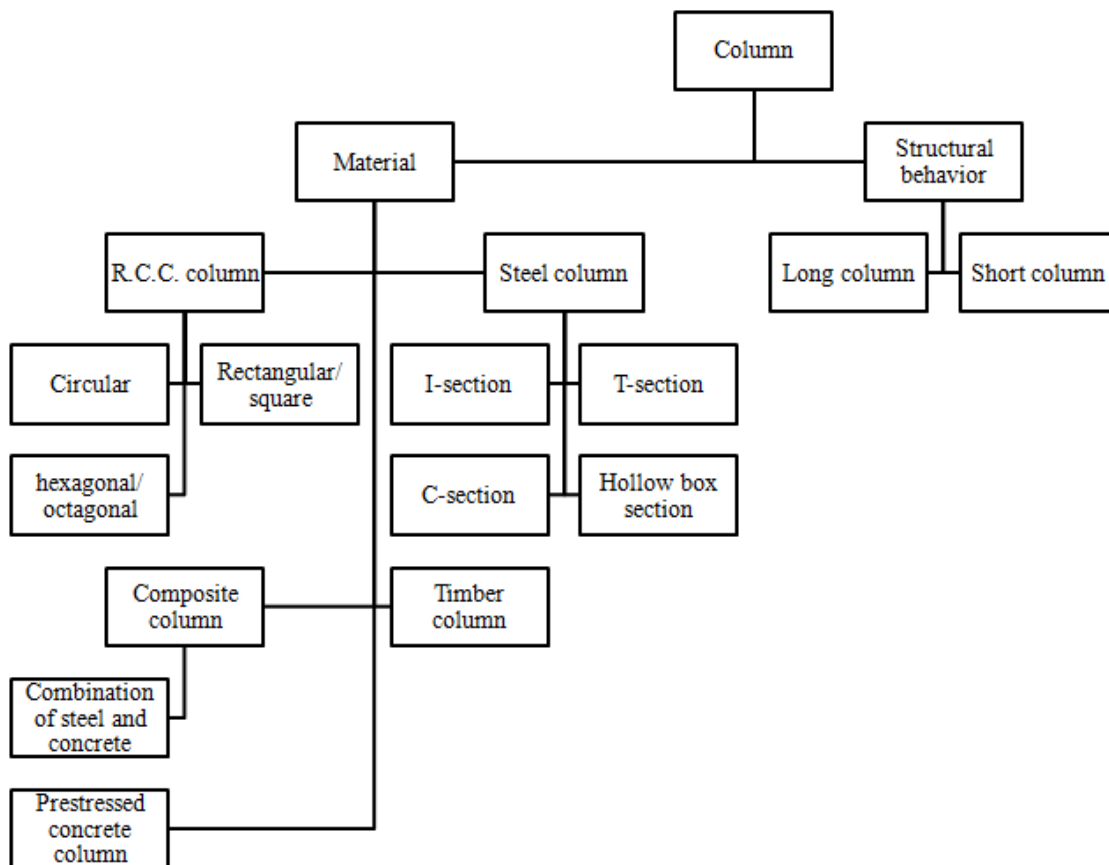 Column
Material
Structural
behavior
R.C.C. column
Steel column
Long column
Short column
Circular
Rectangular/
square
I-section
T-section
hexagonal/
octagonal
C-section
Hollow box
section
Composite
column
Timber
column
Combination
of steel and
concrete
Prestressed
concrete
column